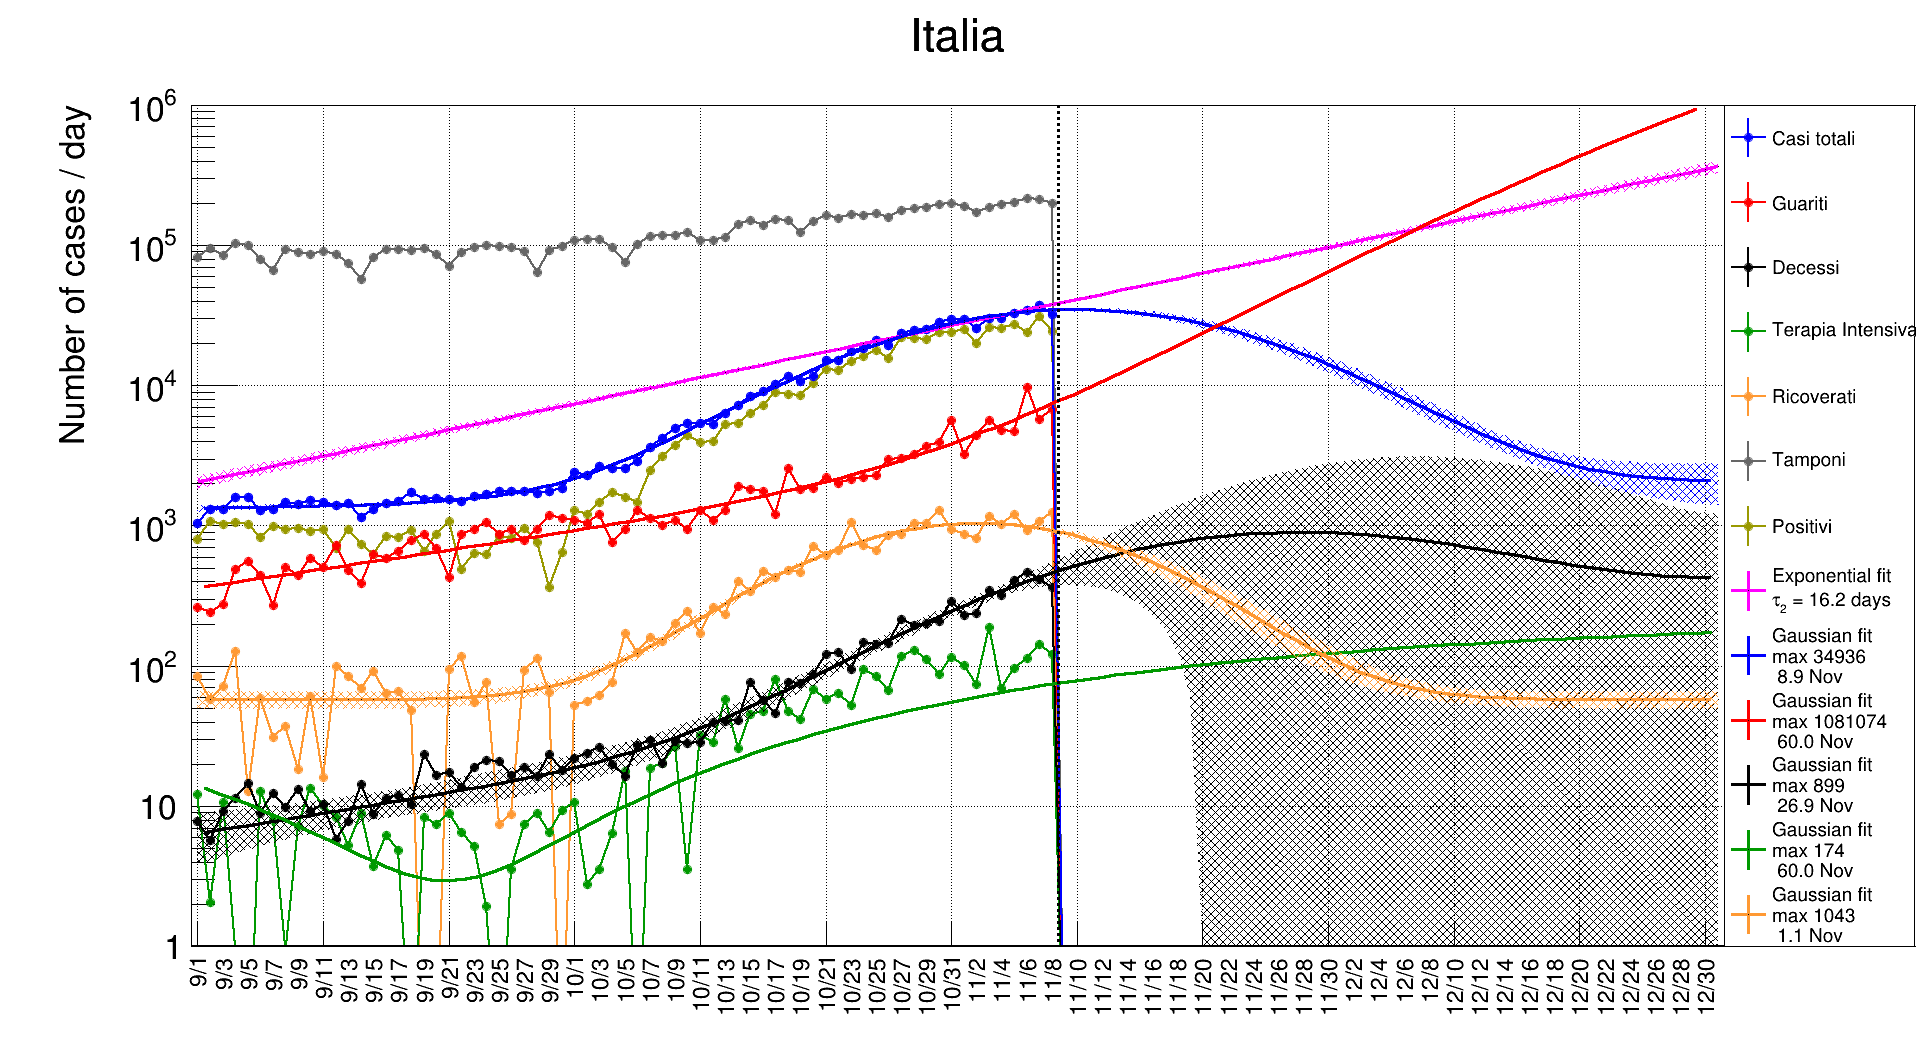 Italia
Number of cases / day
10^6
10^5
10^4
10^3
10^2
10
1
9/1
9/3
9/5
9/7
9/9
9/11
9/13
9/15
9/17
9/19
9/21
9/23
9/25
9/27
9/29
10/1
10/3
10/5
10/7
10/9
10/11
10/13
10/15
10/17
10/19
10/21
10/23
10/25
10/27
10/29
10/31
11/2
11/4
11/6
11/8
11/10
11/12
11/14
11/16
11/18
11/20
11/22
11/24
11/26
11/28
11/30
12/2
12/4
12/6
12/8
12/10
12/12
12/14
12/16
12/18
12/20
12/22
12/24
12/26
12/28
12/30
Casi totali
Guariti
Decessi
Terapia Intensiva
Ricoverati
Tamponi
Positivi
Exponential fit
τ₂ = 16.2 days
Gaussian fit
max 34936
8.9 Nov
Gaussian fit
max 1081074
60.0 Nov
Gaussian fit
max 899
26.9 Nov
Gaussian fit
max 174
60.0 Nov
Gaussian fit
max 1043
1.1 Nov